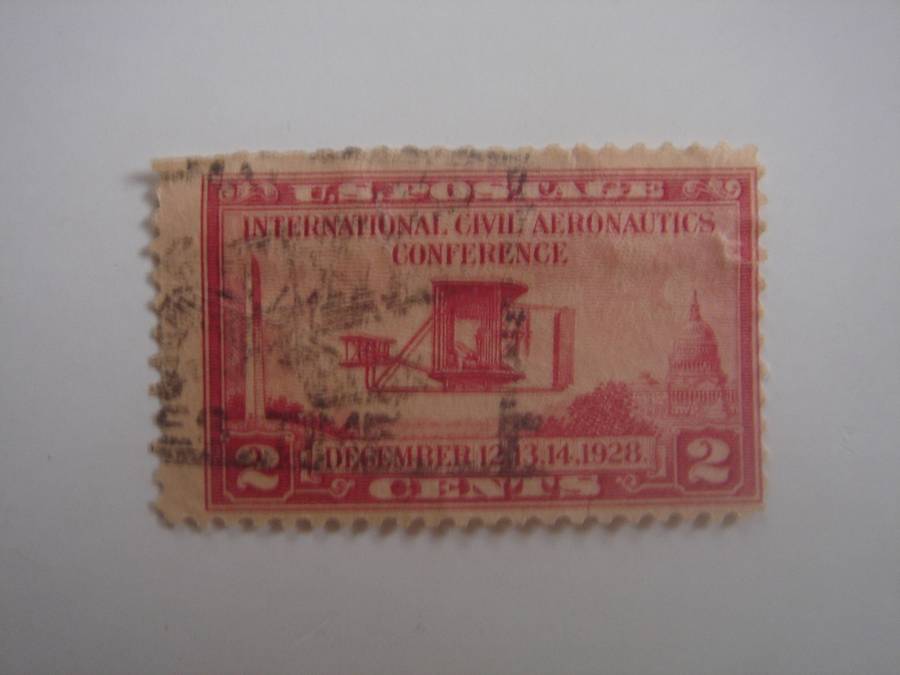 U.S. POSTAGE
INTERNATIONAL CIVIL AERONAUTICS
CONFERENCE
2 DECEMBER 12.13.14.1928. 2
CENTS